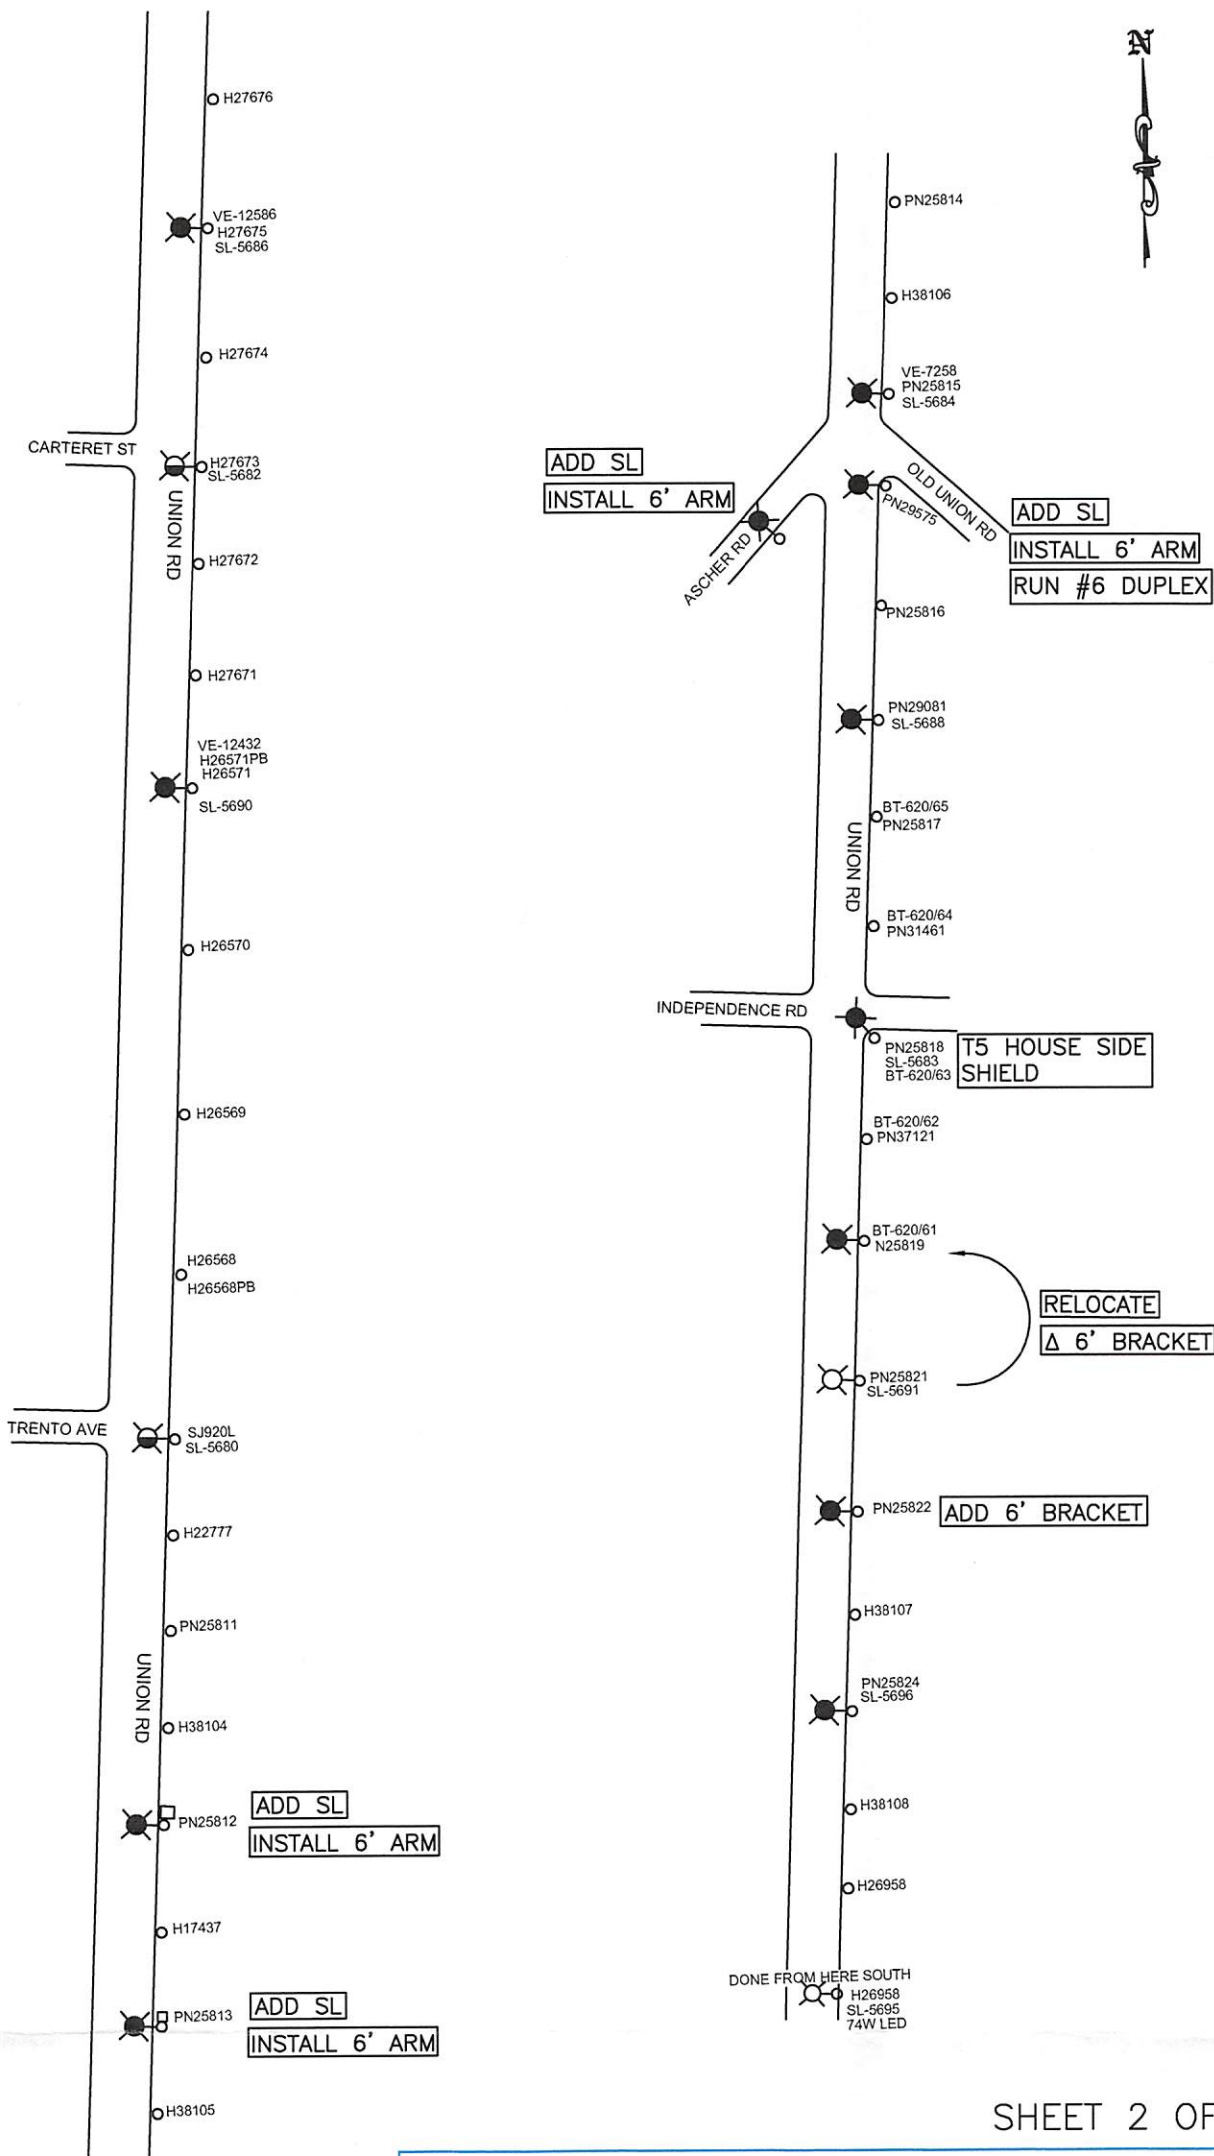 N
H27676
VE-12586
H27675
SL-5686
H27674
CARTERET ST
H27673
SL-5682
UNION RD
H27672
H27671
VE-12432
H26571PB
H26571
SL-5690
H26570
H26569
H26568
H26568PB
TRENTO AVE
SJ920L
SL-5680
H22777
PN25811
UNION RD
H38104
PN25812
ADD SL
INSTALL 6' ARM
H17437
PN25813
ADD SL
INSTALL 6' ARM
H38105
PN25814
H38106
VE-7258
PN25815
SL-5684
ADD SL
INSTALL 6' ARM
ASCHER RD
OLD UNION RD
PN29575
ADD SL
INSTALL 6' ARM
RUN #6 DUPLEX
PN25816
PN29081
SL-5688
BT-620/65
PN25817
UNION RD
BT-620/64
PN31461
INDEPENDENCE RD
PN25818
SL-5683
BT-620/63
T5 HOUSE SIDE
SHIELD
BT-620/62
PN37121
BT-620/61
N25819
RELOCATE
Δ 6' BRACKET
PN25821
SL-5691
PN25822
ADD 6' BRACKET
H38107
PN25824
SL-5696
H38108
H26958
DONE FROM HERE SOUTH
H26958
SL-5695
74W LED
SHEET 2 OF